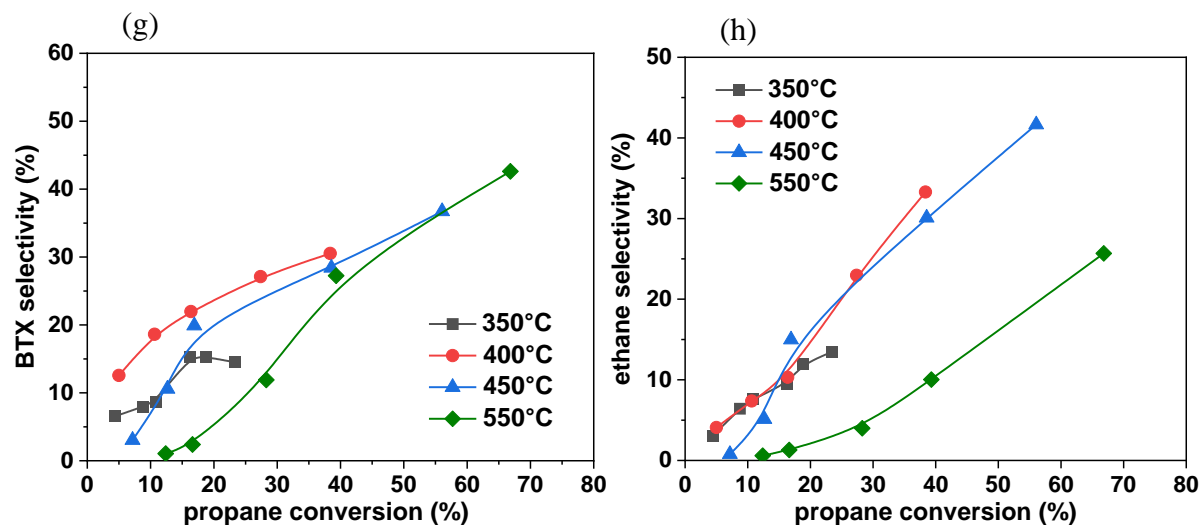 (g)
60
50
40
30
20
10
0
BTX selectivity (%)
350°C
400°C
450°C
550°C
0 10 20 30 40 50 60 70 80
propane conversion (%)
(h)
50
40
30
20
10
0
ethane selectivity (%)
350°C
400°C
450°C
550°C
0 10 20 30 40 50 60 70 80
propane conversion (%)